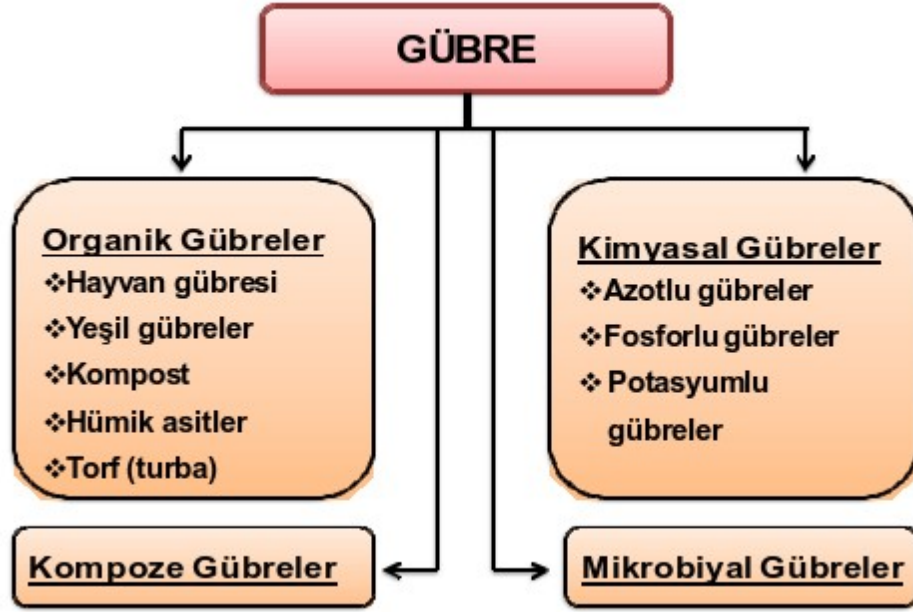 GÜBRE
Organik Gübreler
❖Hayvan gübresi
❖Yeşil gübreler
❖Kompost
❖Hümik asitler
❖Torf (turba)
Kimyasal Gübreler
❖Azotlu gübreler
❖Fosforlu gübreler
❖ Potasyumlu
gübreler
Kompoze Gübreler
Mikrobiyal Gübreler